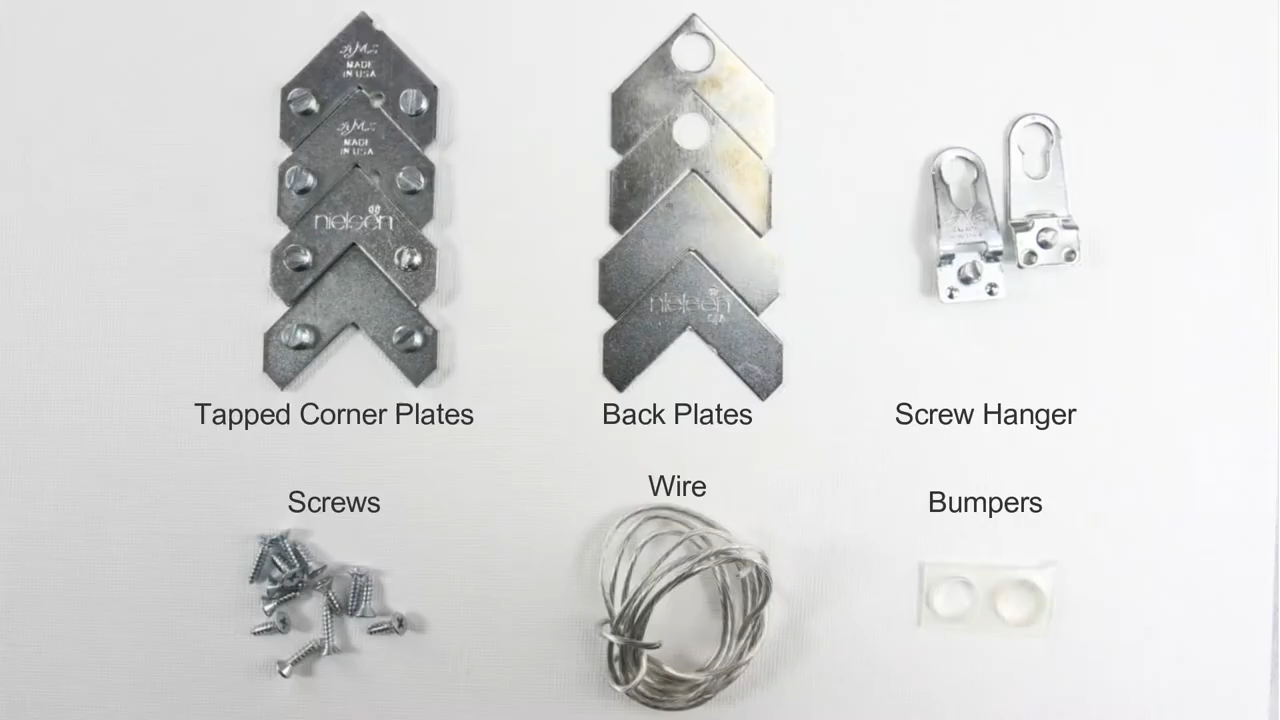 MADE
IN USA
MADE
IN USA
nielsen
nielsen
Tapped Corner Plates
Back Plates
Screw Hanger
Screws
Wire
Bumpers